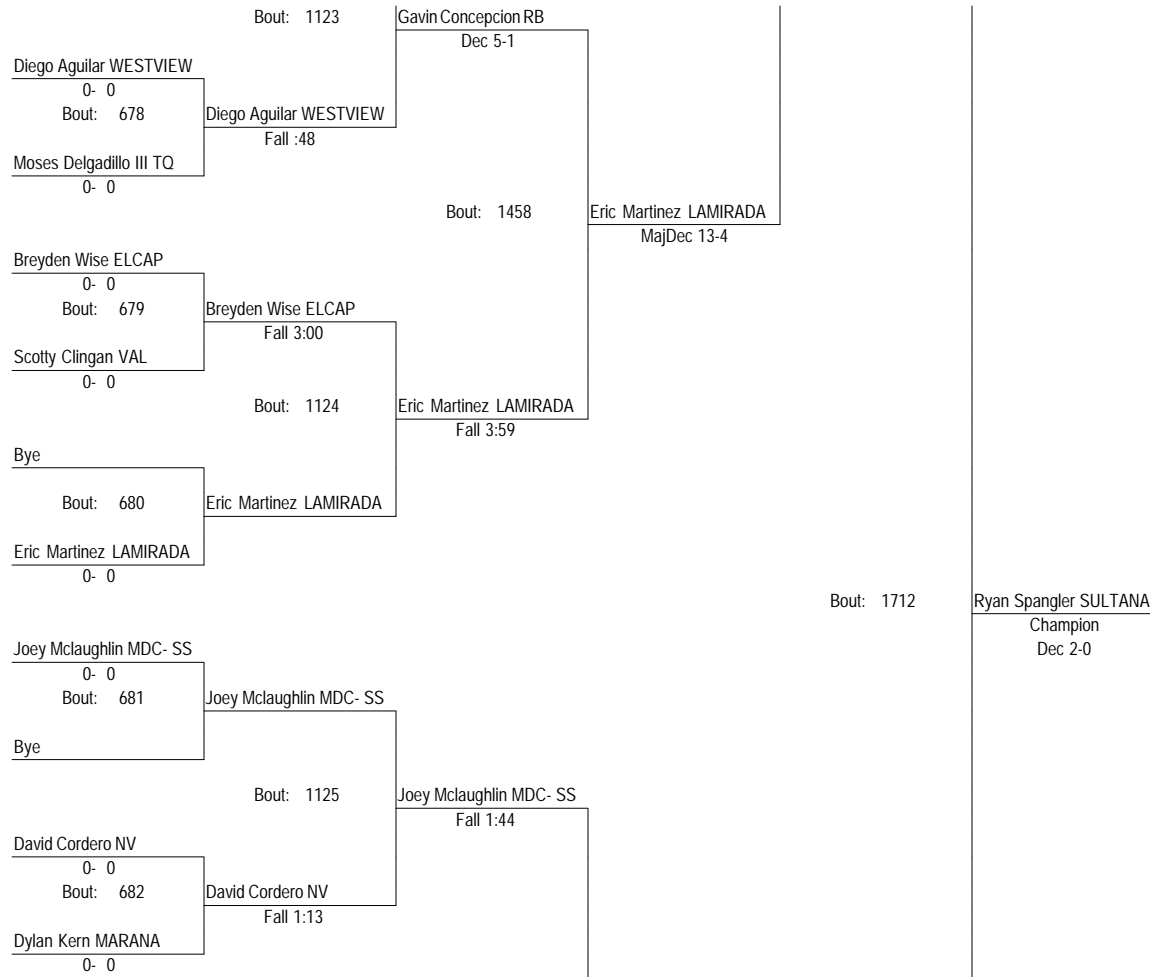 Bout: 1123 Gavin Concepcion RB
Dec 5-1
Diego Aguilar WESTVIEW
0- 0
Bout: 678 Diego Aguilar WESTVIEW
Fall :48
Moses Delgadillo III TQ
0- 0
Bout: 1458 Eric Martinez LAMIRADA
MajDec 13-4
Breyden Wise ELCAP
0- 0
Bout: 679 Breyden Wise ELCAP
Fall 3:00
Scotty Clingan VAL
0- 0
Bout: 1124 Eric Martinez LAMIRADA
Fall 3:59
Bye
Bout: 680 Eric Martinez LAMIRADA
Eric Martinez LAMIRADA
0- 0
Bout: 1712 Ryan Spangler SULTANA
Champion
Dec 2-0
Joey Mclaughlin MDC- SS
0- 0
Bout: 681 Joey Mclaughlin MDC- SS
Bye
Bout: 1125 Joey Mclaughlin MDC- SS
Fall 1:44
David Cordero NV
0- 0
Bout: 682 David Cordero NV
Fall 1:13
Dylan Kern MARANA
0- 0